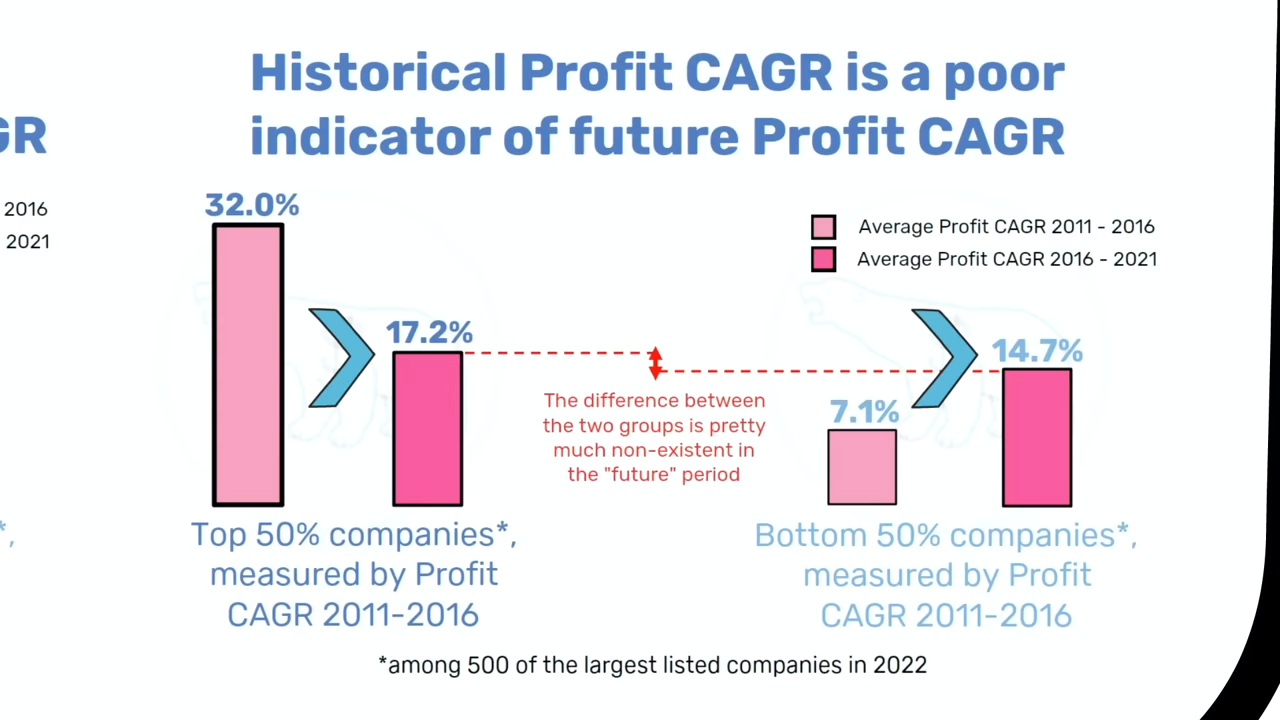 Historical Profit CAGR is a poor
indicator of future Profit CAGR
GR
2016
2021
32.0%
Average Profit CAGR 2011 - 2016
Average Profit CAGR 2016 - 2021
17.2%
14.7%
The difference between
the two groups is pretty
much non-existent in
the "future" period
7.1%
*,
Top 50% companies*,
measured by Profit
CAGR 2011-2016
Bottom 50% companies*,
measured by Profit
CAGR 2011-2016
*among 500 of the largest listed companies in 2022